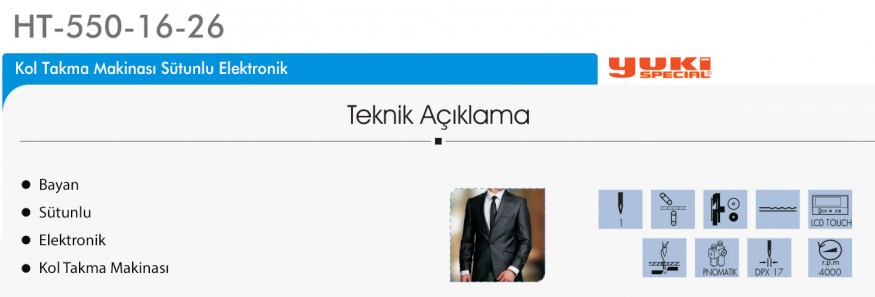 HT-550-16-26
Kol Takma Makinası Sütunlu Elektronik
YUKI
SPECIAL
Teknik Açıklama
Bayan
Sütunlu
Elektronik
Kol Takma Makinası
1
LCD TOUCH
PNOMATİK
DPX 17
r.p.m
4000